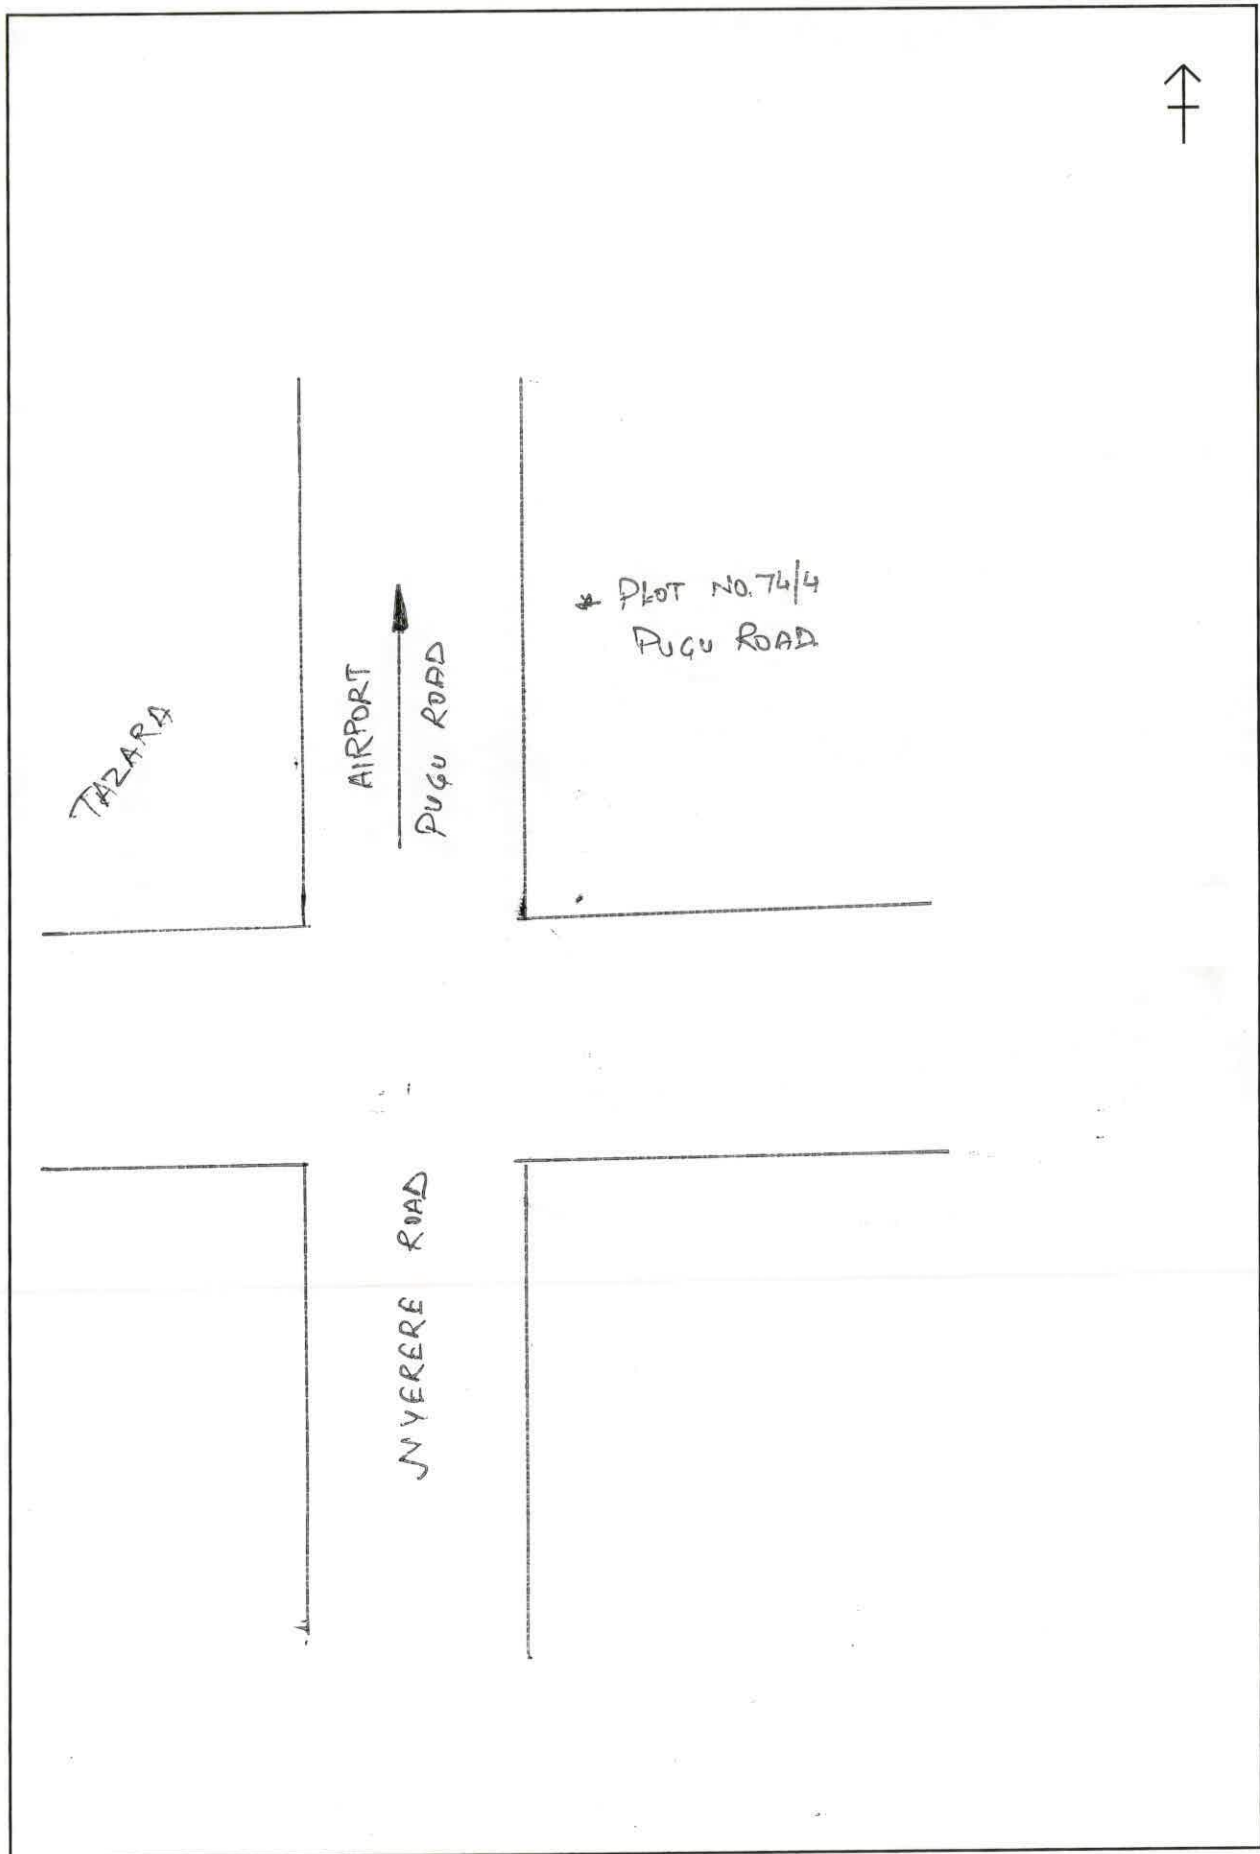 * PLOT NO. 74/4
PUGU ROAD.
TAZARA
AIRPORT
PUGU ROAD
NYERERE ROAD